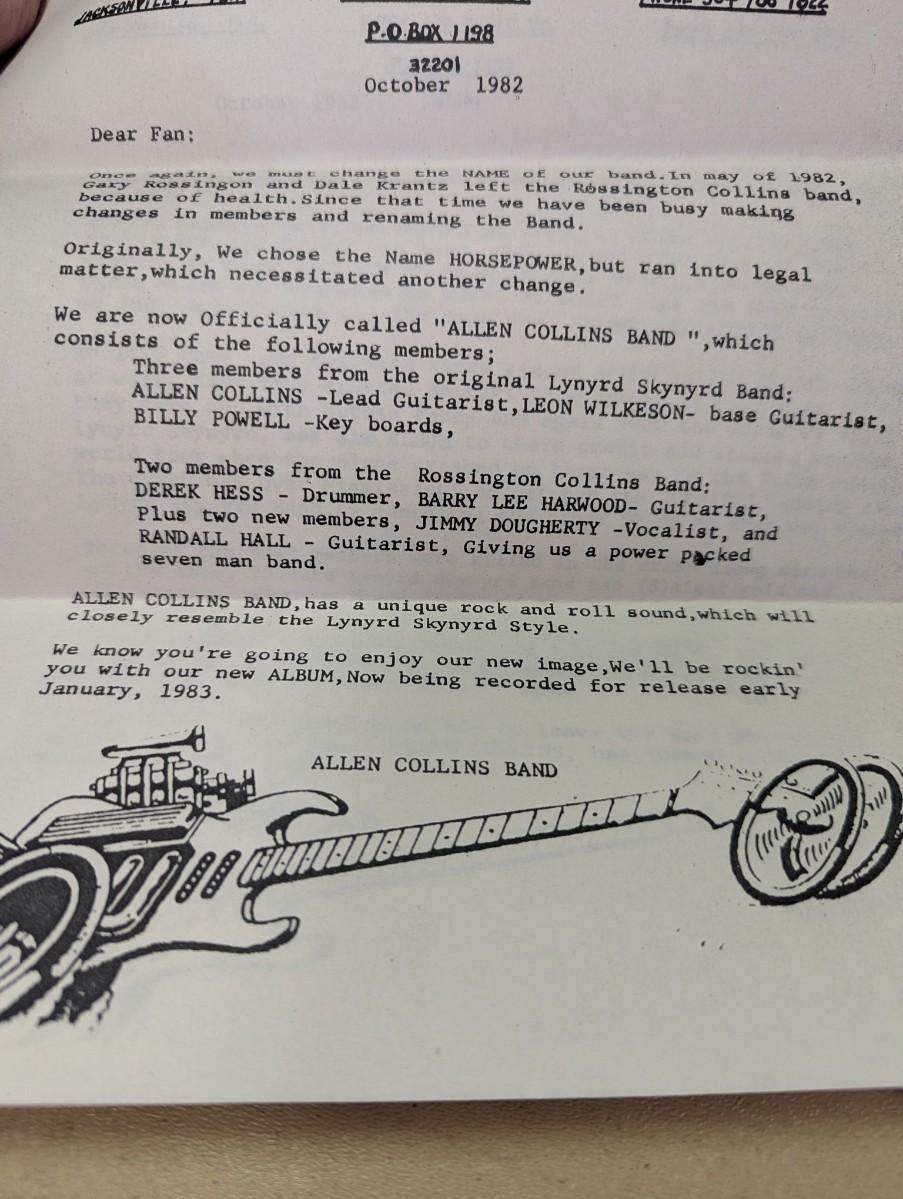 JACKSONVILLE,
P.O.BOX 1198
32201
October 1982
Dear Fan:
Once again, we must change the NAME of our band.In may of 1982,
Gary Rossingon and Dale Krantz left the Rossington Collins band,
because of health.Since that time we have been busy making
changes in members and renaming the Band.
Originally, We chose the Name HORSEPOWER,but ran into legal
matter,which necessitated another change.
We are now Officially called "ALLEN COLLINS BAND ",which
consists of the following members;
Three members from the original Lynyrd Skynyrd Band:
ALLEN COLLINS -Lead Guitarist,LEON WILKESON- base Guitarist,
BILLY POWELL -Key boards,
Two members from the Rossington Collins Band:
DEREK HESS - Drummer, BARRY LEE HARWOOD- Guitarist,
Plus two new members, JIMMY DOUGHERTY -Vocalist, and
RANDALL HALL - Guitarist, Giving us a power packed
seven man band.
ALLEN COLLINS BAND,has a unique rock and roll sound,which will
closely resemble the Lynyrd Skynyrd Style.
We know you're going to enjoy our new image,We'll be rockin'
you with our new ALBUM,Now being recorded for release early
January, 1983.
ALLEN COLLINS BAND